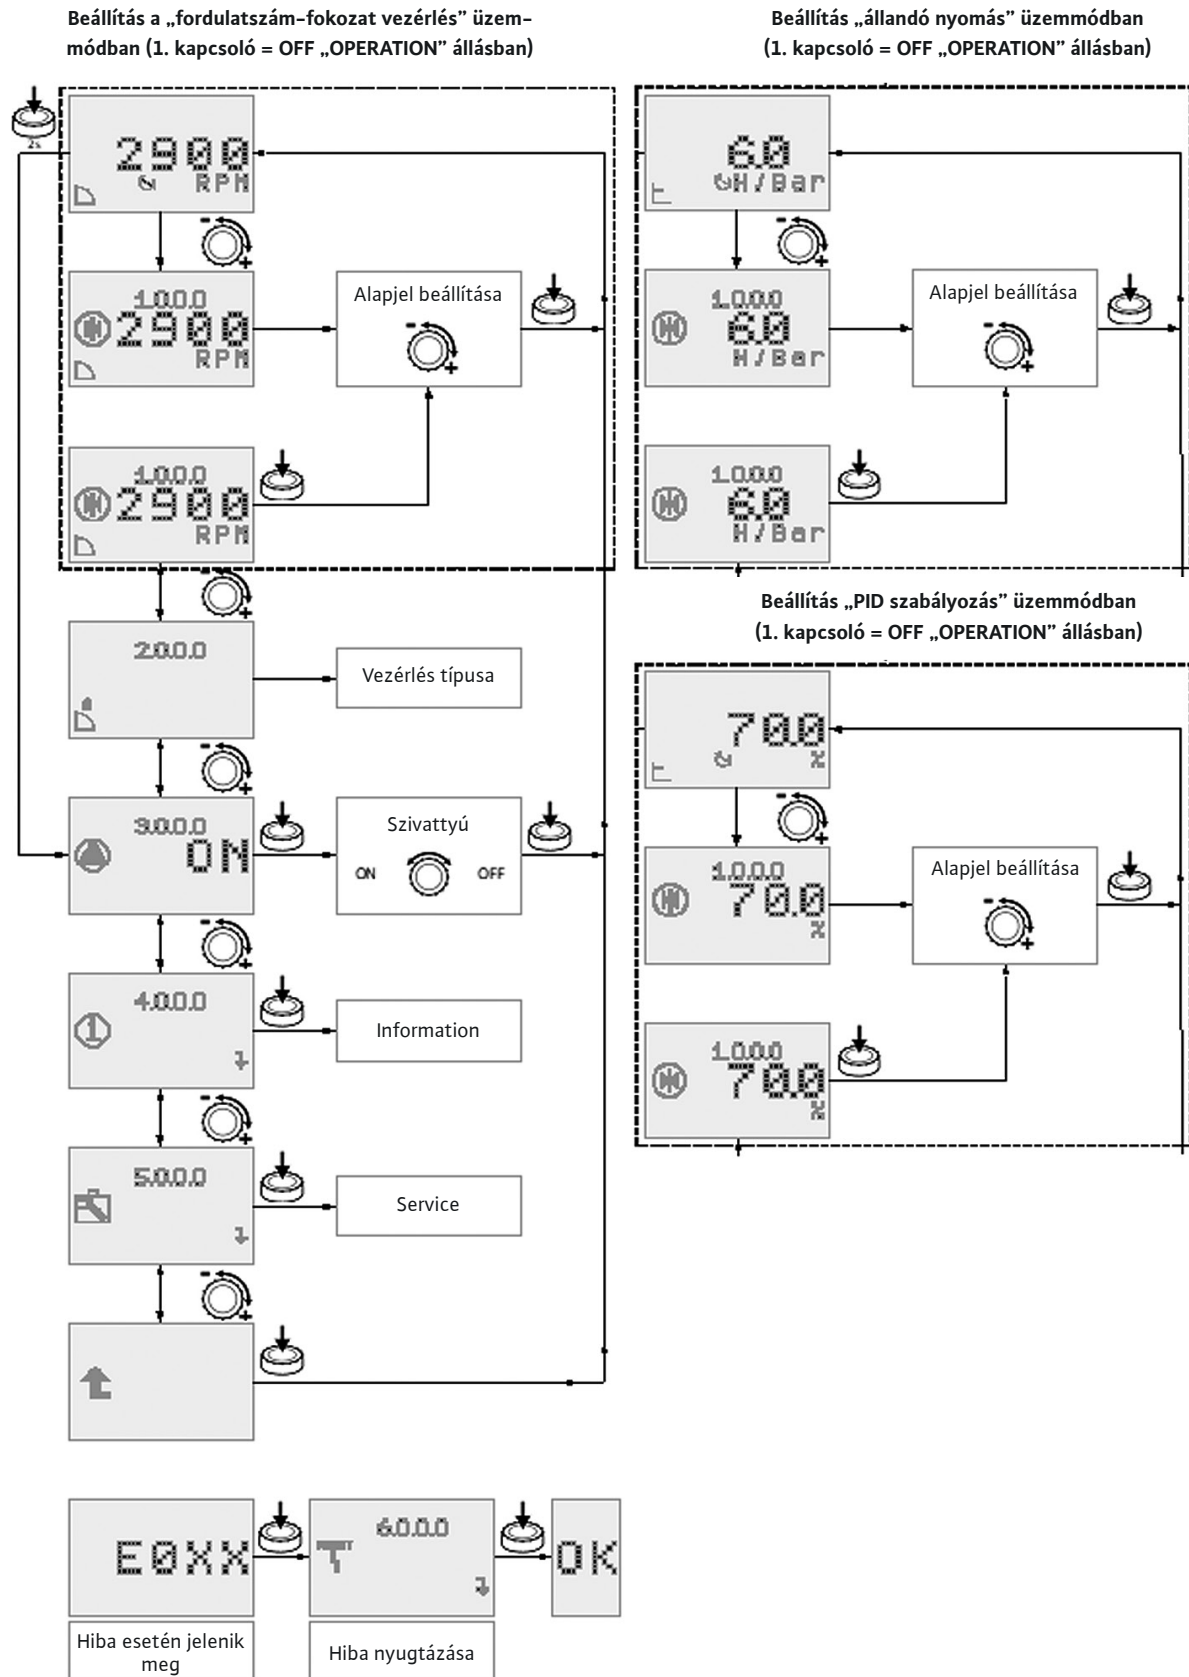 Beállítás a „fordulatszám-fokozat vezérlés” üzem-
módban (1. kapcsoló = OFF „OPERATION” állásban)
2s
2900
RPM
1.0.0.0
2900
RPM
Alapjel beállítása
- +
1.0.0.0
2900
RPM
- +
2.0.0.0
Vezérlés típusa
- +
3.0.0.0
ON
Szivattyú
ON OFF
- +
4.0.0.0
1
Information
- +
5.0.0.0
Service
- +
E0XX
6.0.0.0
OK
Hiba esetén jelenik
meg
Hiba nyugtázása
Beállítás „állandó nyomás” üzemmódban
(1. kapcsoló = OFF „OPERATION” állásban)
6.0
H/Bar
- +
1.0.0.0
6.0
H/Bar
Alapjel beállítása
- +
1.0.0.0
6.0
H/Bar
Beállítás „PID szabályozás” üzemmódban
(1. kapcsoló = OFF „OPERATION” állásban)
70.0
%
- +
1.0.0.0
70.0
%
Alapjel beállítása
- +
1.0.0.0
70.0
%